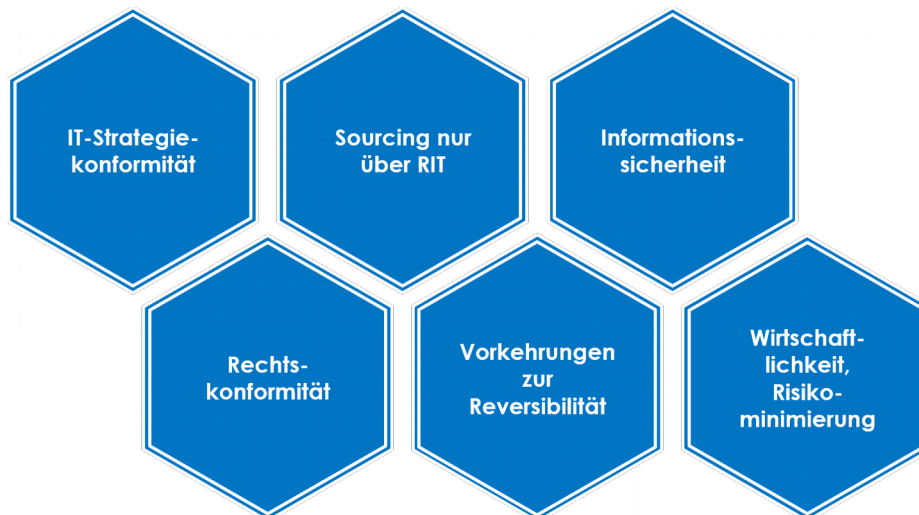 IT-Strategie-
konformität
Sourcing nur
über RIT
Informations-
sicherheit
Rechts-
konformität
Vorkehrungen
zur
Reversibilität
Wirtschaft-
lichkeit,
Risiko-
minimierung